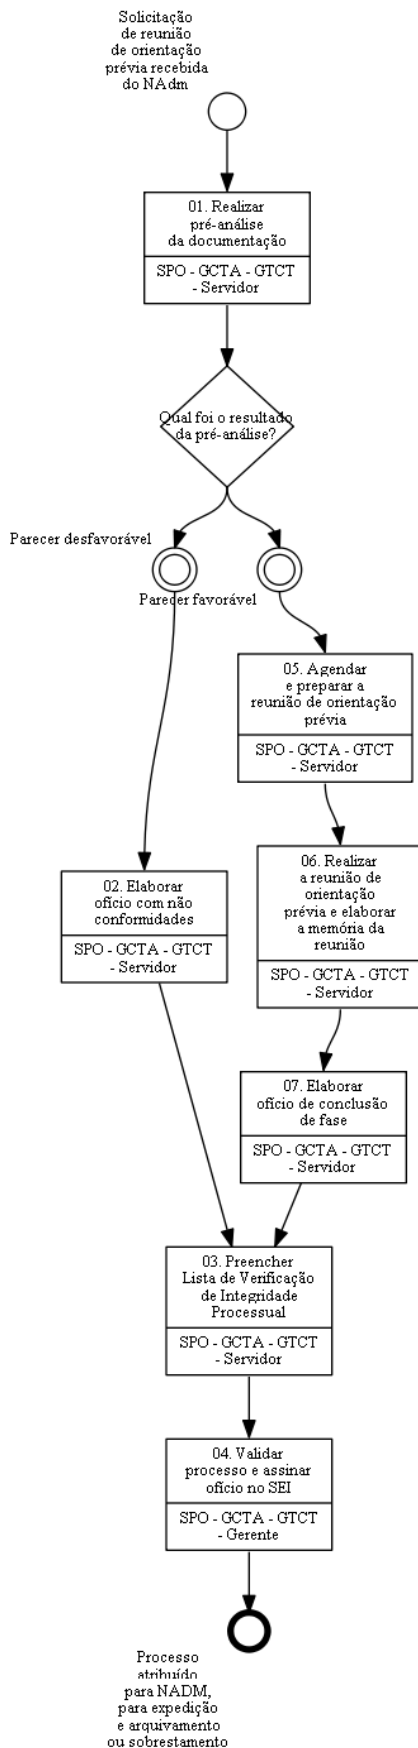 Solicitação
de reunião
de orientação
prévia recebida
do NAdm
01. Realizar
pré-análise
da documentação
SPO - GCTA - GTCT
- Servidor
Qual foi o resultado
da pré-análise?
Parecer desfavorável
Parecer favorável
05. Agendar
e preparar a
reunião de orientação
prévia
SPO - GCTA - GTCT
- Servidor
06. Realizar
a reunião de
orientação
prévia e elaborar
a memória da
reunião
SPO - GCTA - GTCT
- Servidor
02. Elaborar
ofício com não
conformidades
SPO - GCTA - GTCT
- Servidor
07. Elaborar
ofício de conclusão
de fase
SPO - GCTA - GTCT
- Servidor
03. Preencher
Lista de Verificação
de Integridade
Processual
SPO - GCTA - GTCT
- Servidor
04. Validar
processo e assinar
ofício no SEI
SPO - GCTA - GTCT
- Gerente
Processo
atribuído
para NADM,
para expedição
e arquivamento
ou sobrestamento